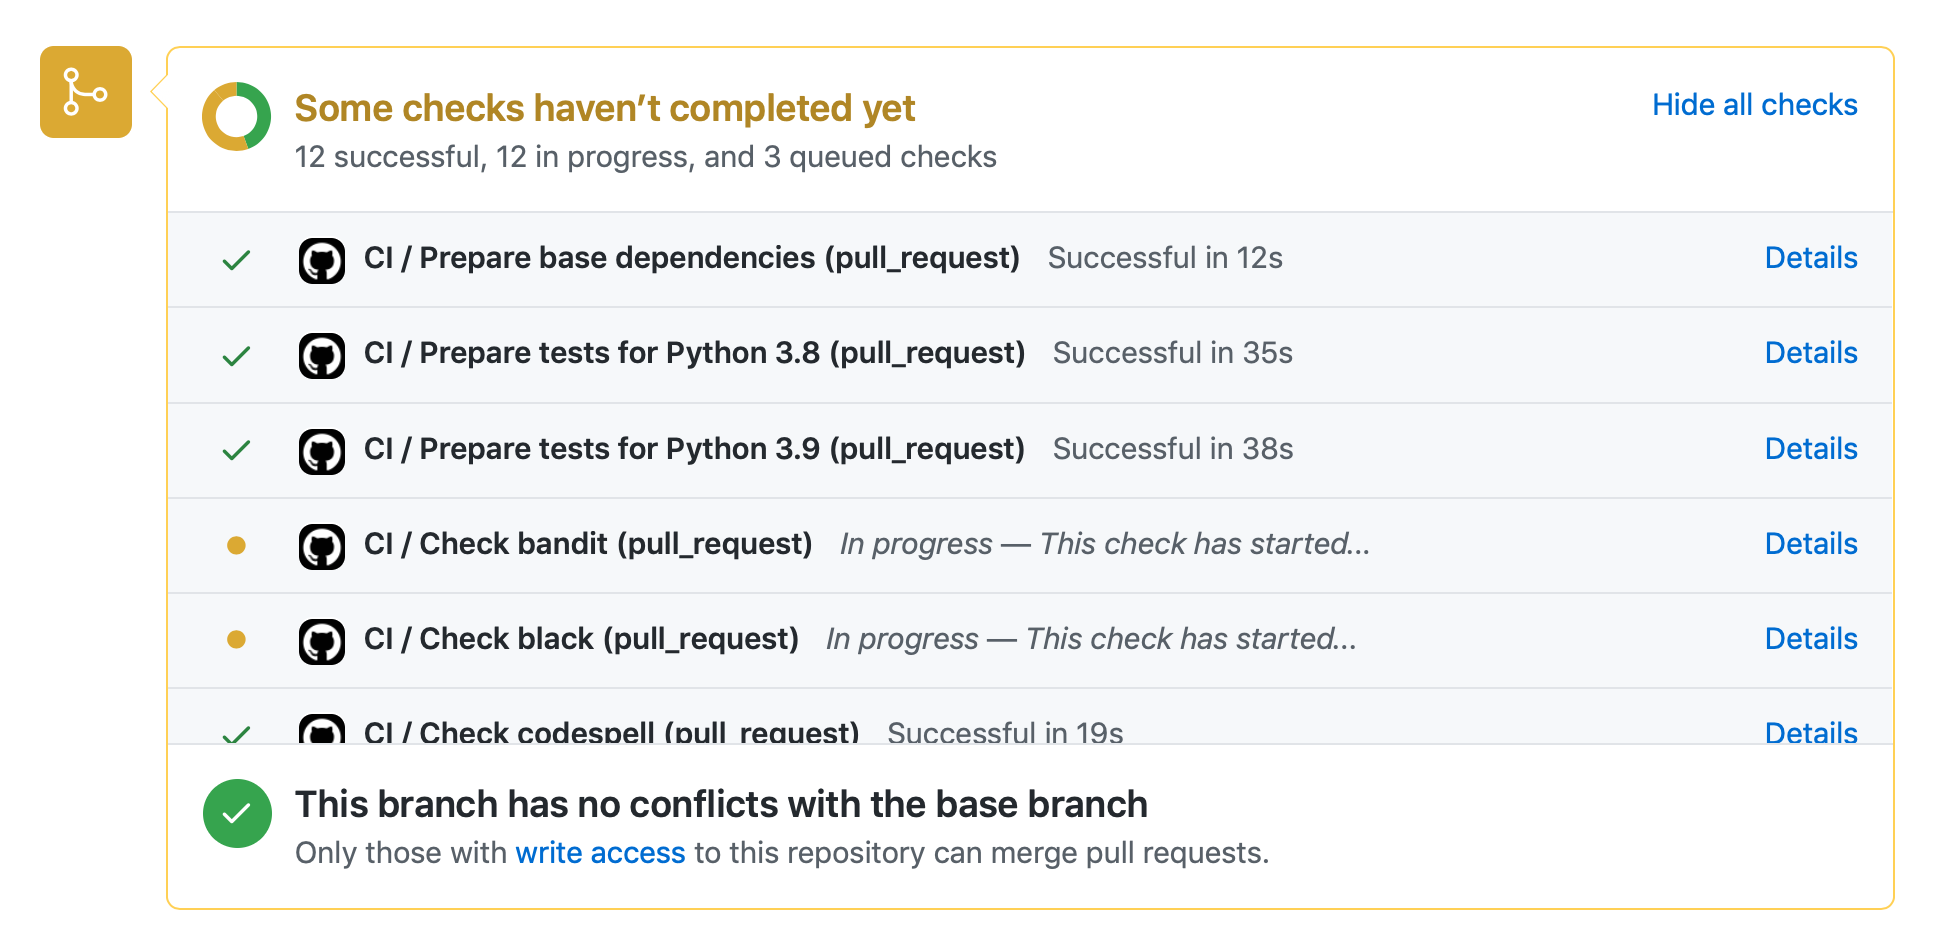 Some checks haven’t completed yet
Hide all checks
12 successful, 12 in progress, and 3 queued checks
CI / Prepare base dependencies (pull_request) Successful in 12s Details
CI / Prepare tests for Python 3.8 (pull_request) Successful in 35s Details
CI / Prepare tests for Python 3.9 (pull_request) Successful in 38s Details
CI / Check bandit (pull_request) In progress — This check has started... Details
CI / Check black (pull_request) In progress — This check has started... Details
CI / Check codespell (pull_request) Successful in 19s Details
This branch has no conflicts with the base branch
Only those with write access to this repository can merge pull requests.